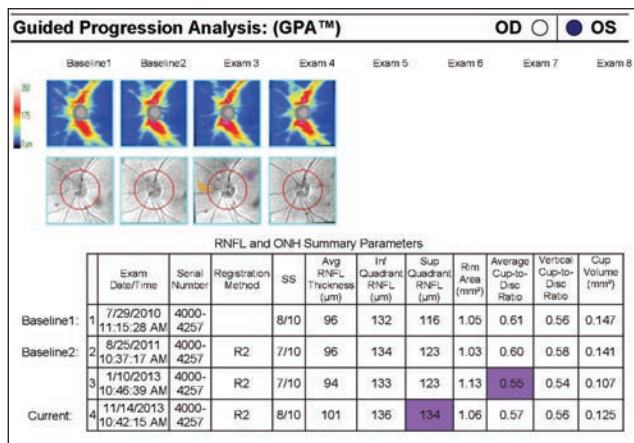 Guided Progression Analysis: (GPA™) OD OS
Baseline1 Baseline2 Exam 3 Exam 4 Exam 5 Exam 6 Exam 7 Exam 8
350
175
0 μm
RNFL and ONH Summary Parameters
Exam Date/Time Serial Number Registration Method SS Avg RNFL Thickness (μm) Inf Quadrant RNFL (μm) Sup Quadrant RNFL (μm) Rim Area (mm²) Average Cup-to-Disc Ratio Vertical Cup-to-Disc Ratio Cup Volume (mm³)
Baseline1: 1 7/29/2010 11:15:28 AM 4000-4257 8/10 96 132 116 1.05 0.61 0.56 0.147
Baseline2: 2 8/25/2011 10:37:17 AM 4000-4257 R2 7/10 96 134 123 1.03 0.60 0.58 0.141
3 1/10/2013 10:46:39 AM 4000-4257 R2 7/10 94 133 123 1.13 0.55 0.54 0.107
Current: 4 11/14/2013 10:42:15 AM 4000-4257 R2 8/10 101 136 134 1.06 0.57 0.56 0.125